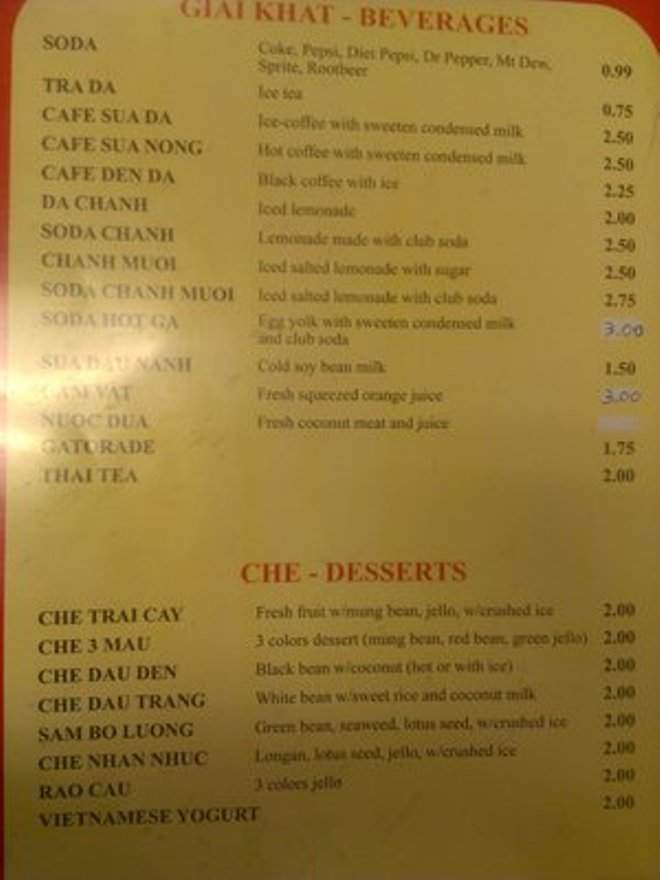 GIAI KHAT - BEVERAGES
SODA Coke, Pepsi, Diet Pepsi, Dr Pepper, Mt Dew,
Sprite, Rootbeer 0.99
TRA DA Ice tea 0.75
CAFE SUA DA Ice-coffee with sweeten condensed milk 2.50
CAFE SUA NONG Hot coffee with sweeten condensed milk 2.50
CAFE DEN DA Black coffee with ice 2.25
DA CHANH Iced lemonade 2.00
SODA CHANH Lemonade made with club soda 2.50
CHANH MUOI Iced salted lemonade with sugar 2.50
SODA CHANH MUOI Iced salted lemonade with club soda 2.75
SODA HOT GA Egg yolk with sweeten condensed milk 3.00
and club soda
SUA DAU NANH Cold soy bean milk 1.50
CAM VAT Fresh squeezed orange juice 3.00
NUOC DUA Fresh coconut meat and juice
GATORADE 1.75
THAI TEA 2.00
CHE - DESSERTS
CHE TRAI CAY Fresh fruit w/mung bean, jello, w/crushed ice 2.00
CHE 3 MAU 3 colors dessert (mung bean, red bean, green jello) 2.00
CHE DAU DEN Black bean w/coconut (hot or with ice) 2.00
CHE DAU TRANG White bean w/sweet rice and coconut milk 2.00
SAM BO LUONG Green bean, seaweed, lotus seed, w/crushed ice 2.00
CHE NHAN NHUC Longan, lotus seed, jello, w/crushed ice 2.00
RAO CAU 3 colors jello 2.00
VIETNAMESE YOGURT 2.00